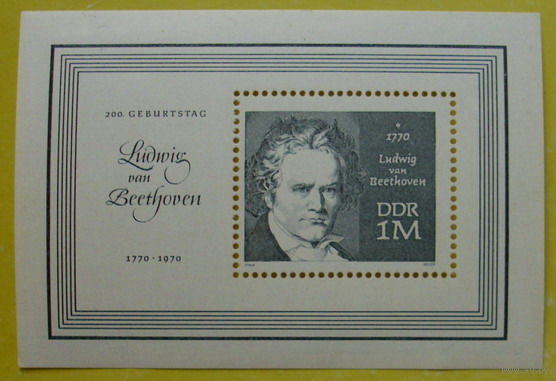 200. GEBURTSTAG
Ludwig
van
Beethoven
1770 · 1970
* 1770
Ludwig
van
Beethoven
DDR
1M